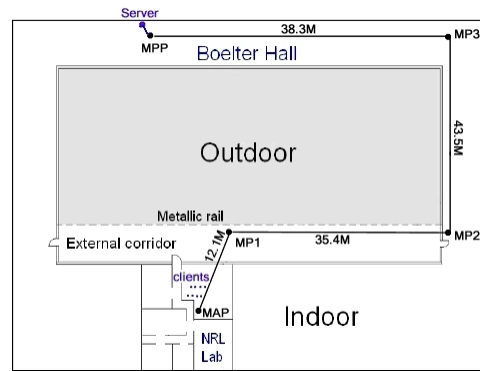 Server
38.3M
MPP
MP3
Boelter Hall
Outdoor
43.5M
Metallic rail
External corridor
12.1M
MP1
35.4M
MP2
clients
MAP
Indoor
NRL
Lab